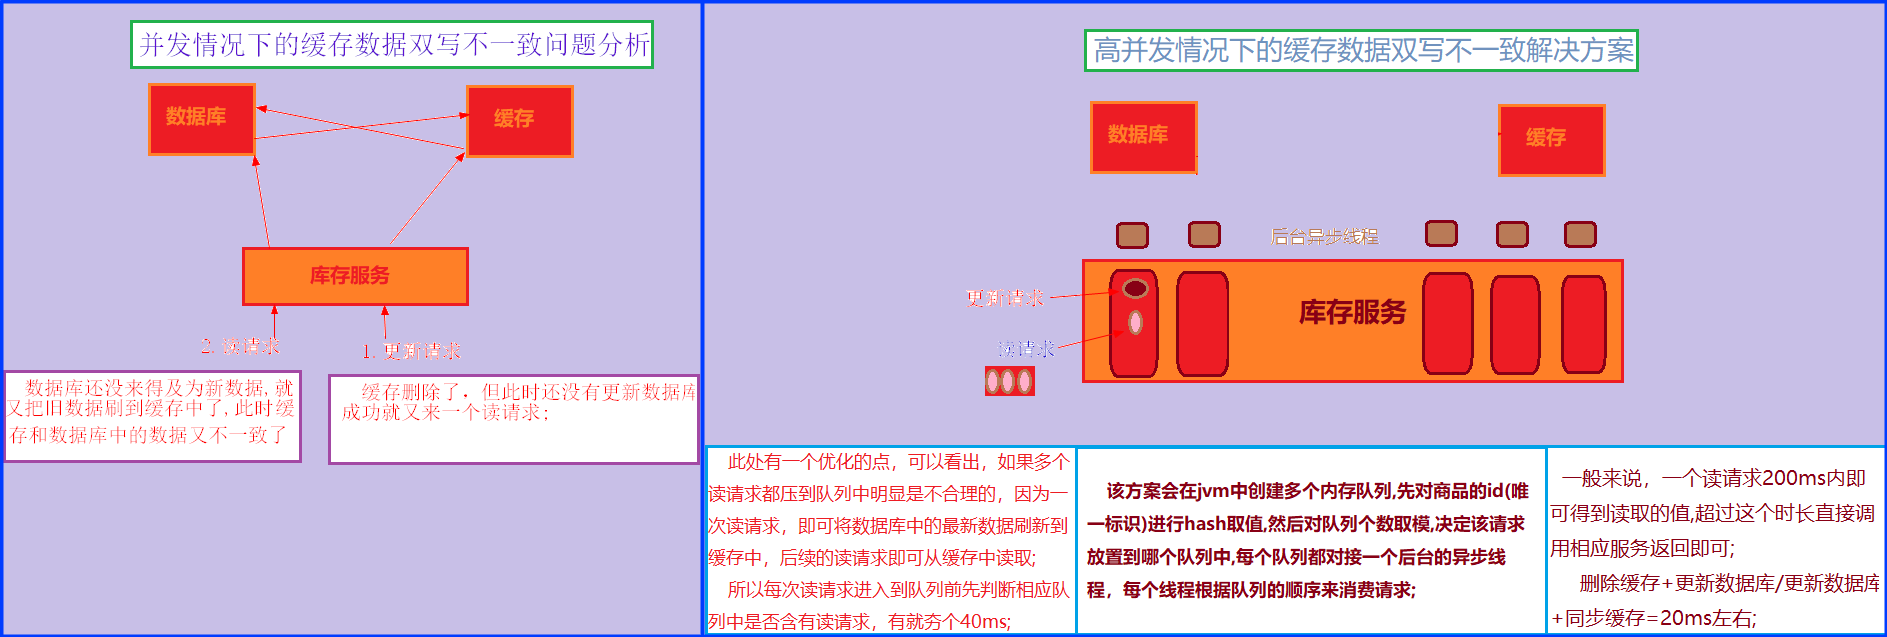 并发情况下的缓存数据双写不一致问题分析
数据库
缓存
库存服务
2. 读请求
1. 更新请求
数据库还没来得及为新数据, 就
又把旧数据刷到缓存中了, 此时缓
存和数据库中的数据又不一致了
缓存删除了，但此时还没有更新数据库
成功就又来一个读请求;
高并发情况下的缓存数据双写不一致解决方案
数据库
缓存
后台异步线程
更新请求
读请求
库存服务
此处有一个优化的点，可以看出，如果多个
读请求都压到队列中明显是不合理的，因为一
次读请求，即可将数据库中的最新数据刷新到
缓存中，后续的读请求即可从缓存中读取;
所以每次读请求进入到队列前先判断相应队
列中是否含有读请求，有就夯个40ms;
该方案会在jvm中创建多个内存队列,先对商品的id(唯
一标识)进行hash取值,然后对队列个数取模,决定该请求
放置到哪个队列中,每个队列都对接一个后台的异步线
程，每个线程根据队列的顺序来消费请求;
一般来说，一个读请求200ms内即
可得到读取的值,超过这个时长直接调
用相应服务返回即可;
删除缓存+更新数据库/更新数据库
+同步缓存=20ms左右;